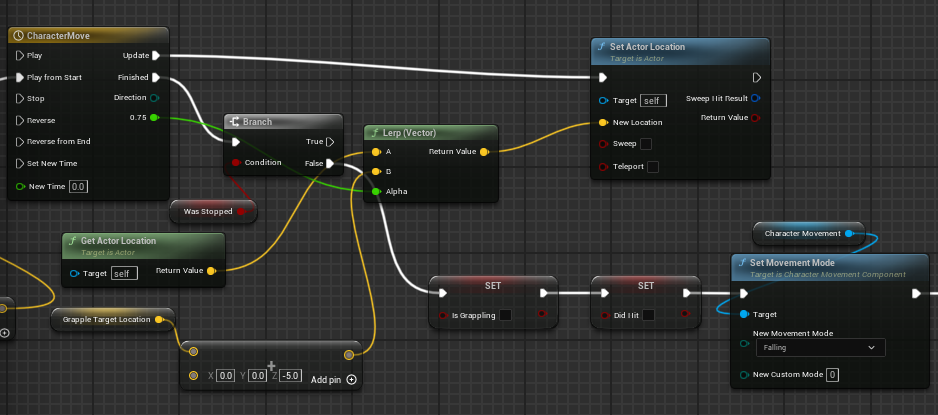 CharacterMove
Play
Update
Play from Start
Finished
Stop
Direction
Reverse
0.75
Reverse from End
Set New Time
New Time 0.0
Branch
True
Condition
False
Was Stopped
f Get Actor Location
Target is Actor
Target self
Return Value
Grapple Target Location
X 0.0 Y 0.0 Z -5.0
Add pin
f Lerp (Vector)
A
Return Value
B
Alpha
f Set Actor Location
Target is Actor
Target self
Sweep Hit Result
New Location
Return Value
Sweep
Teleport
SET
Is Grappling
SET
Did Hit
Character Movement
f Set Movement Mode
Target is Character Movement Component
Target
New Movement Mode
Falling
New Custom Mode 0